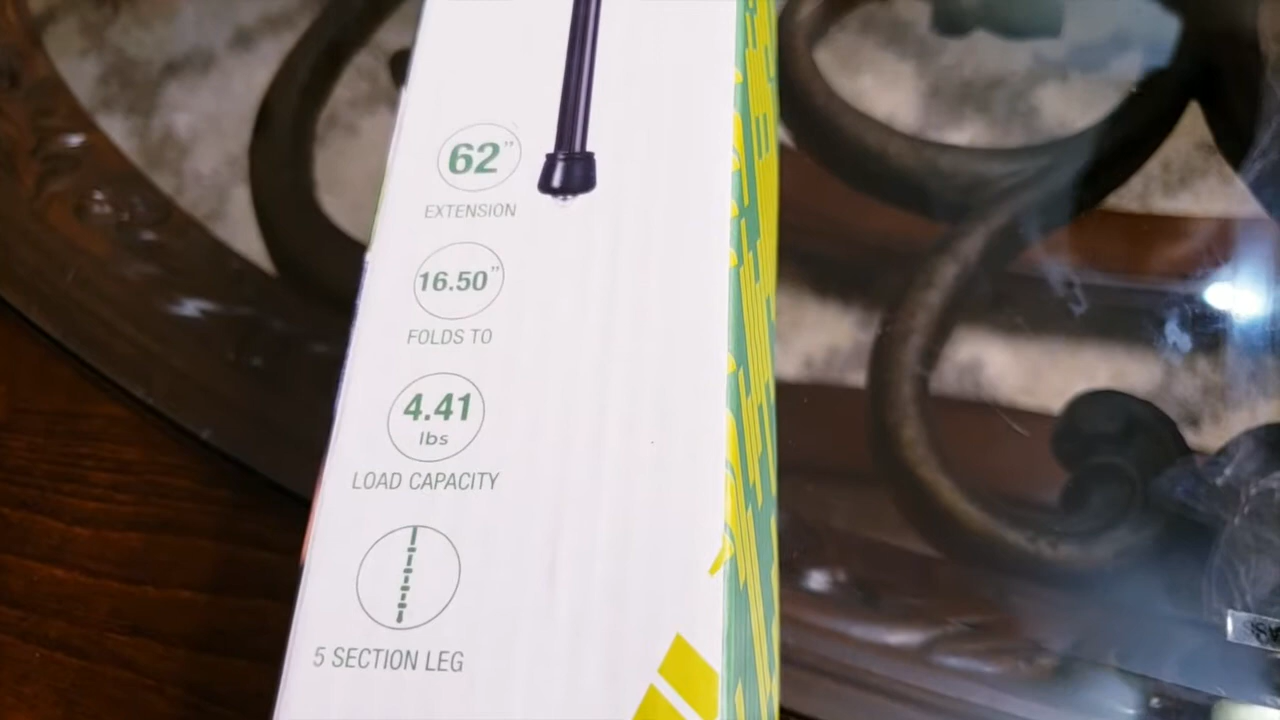 62"
EXTENSION
16.50"
FOLDS TO
4.41
lbs
LOAD CAPACITY
5 SECTION LEG